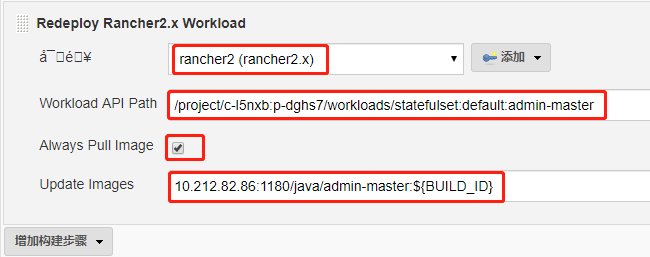 Redeploy Rancher2.x Workload
å¯é¥
rancher2 (rancher2.x)
添加
Workload API Path
/project/c-l5nxb:p-dghs7/workloads/statefulset:default:admin-master
Always Pull Image
Update Images
10.212.82.86:1180/java/admin-master:${BUILD_ID}
增加构建步骤